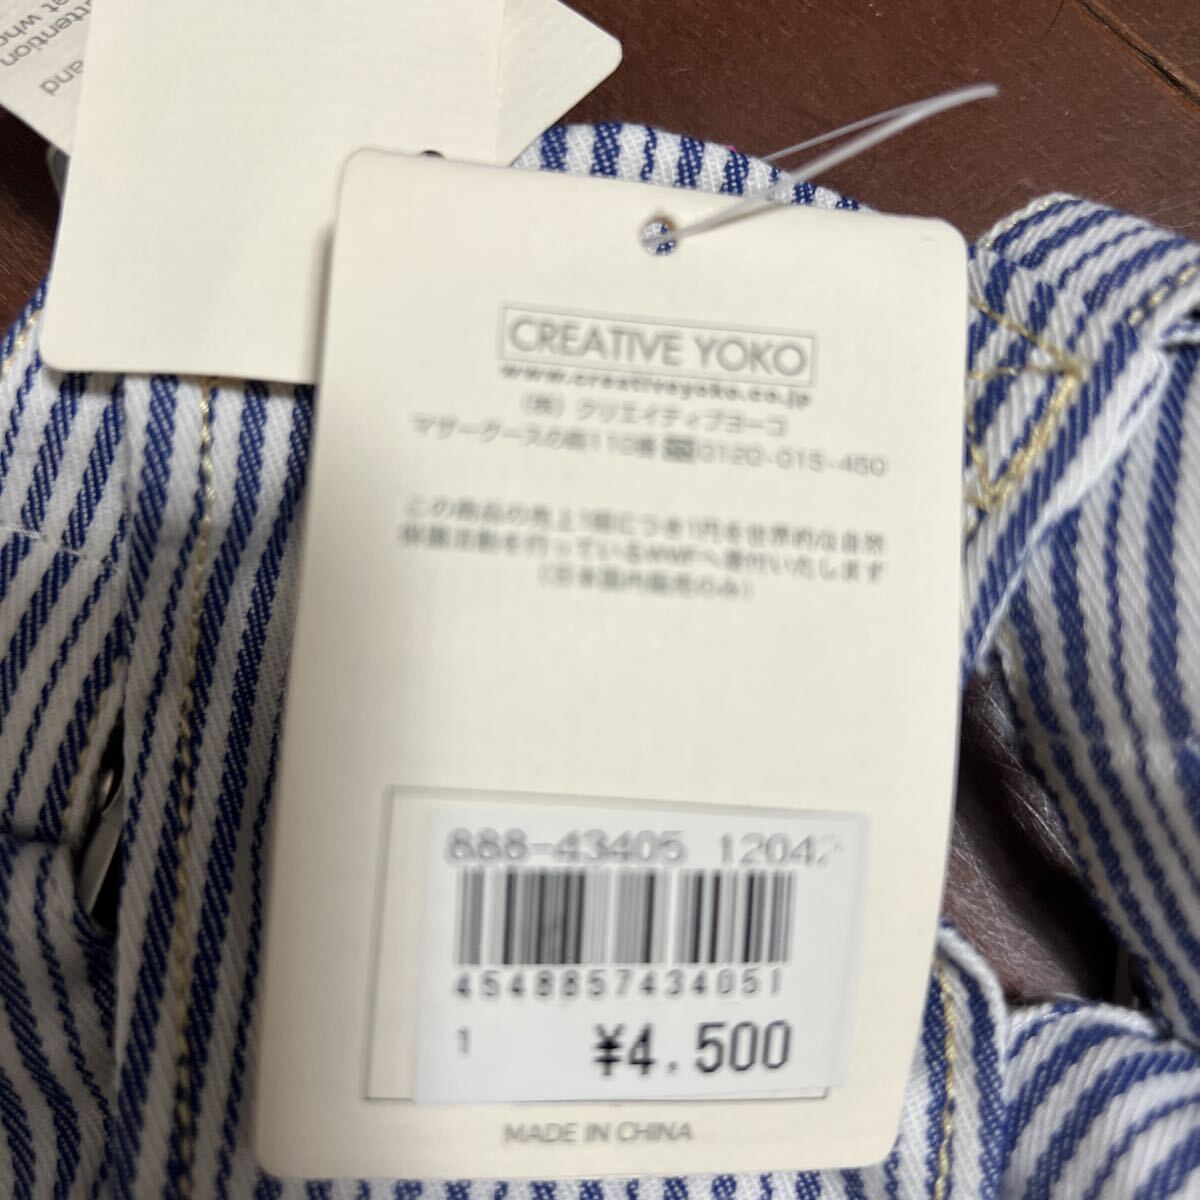 and
attention
CREATIVE YOKO
www.creativeyoko.co.jp
(株) クリエイティブヨーコ
マザーグースの森110番 0120-015-450
この商品の売上1個につき1円を世界的な自然
保護活動を行っているWWFへ寄付いたします
(日本国内販売のみ)
888-43405 12042
4548857434051
1 ¥4,500
MADE IN CHINA